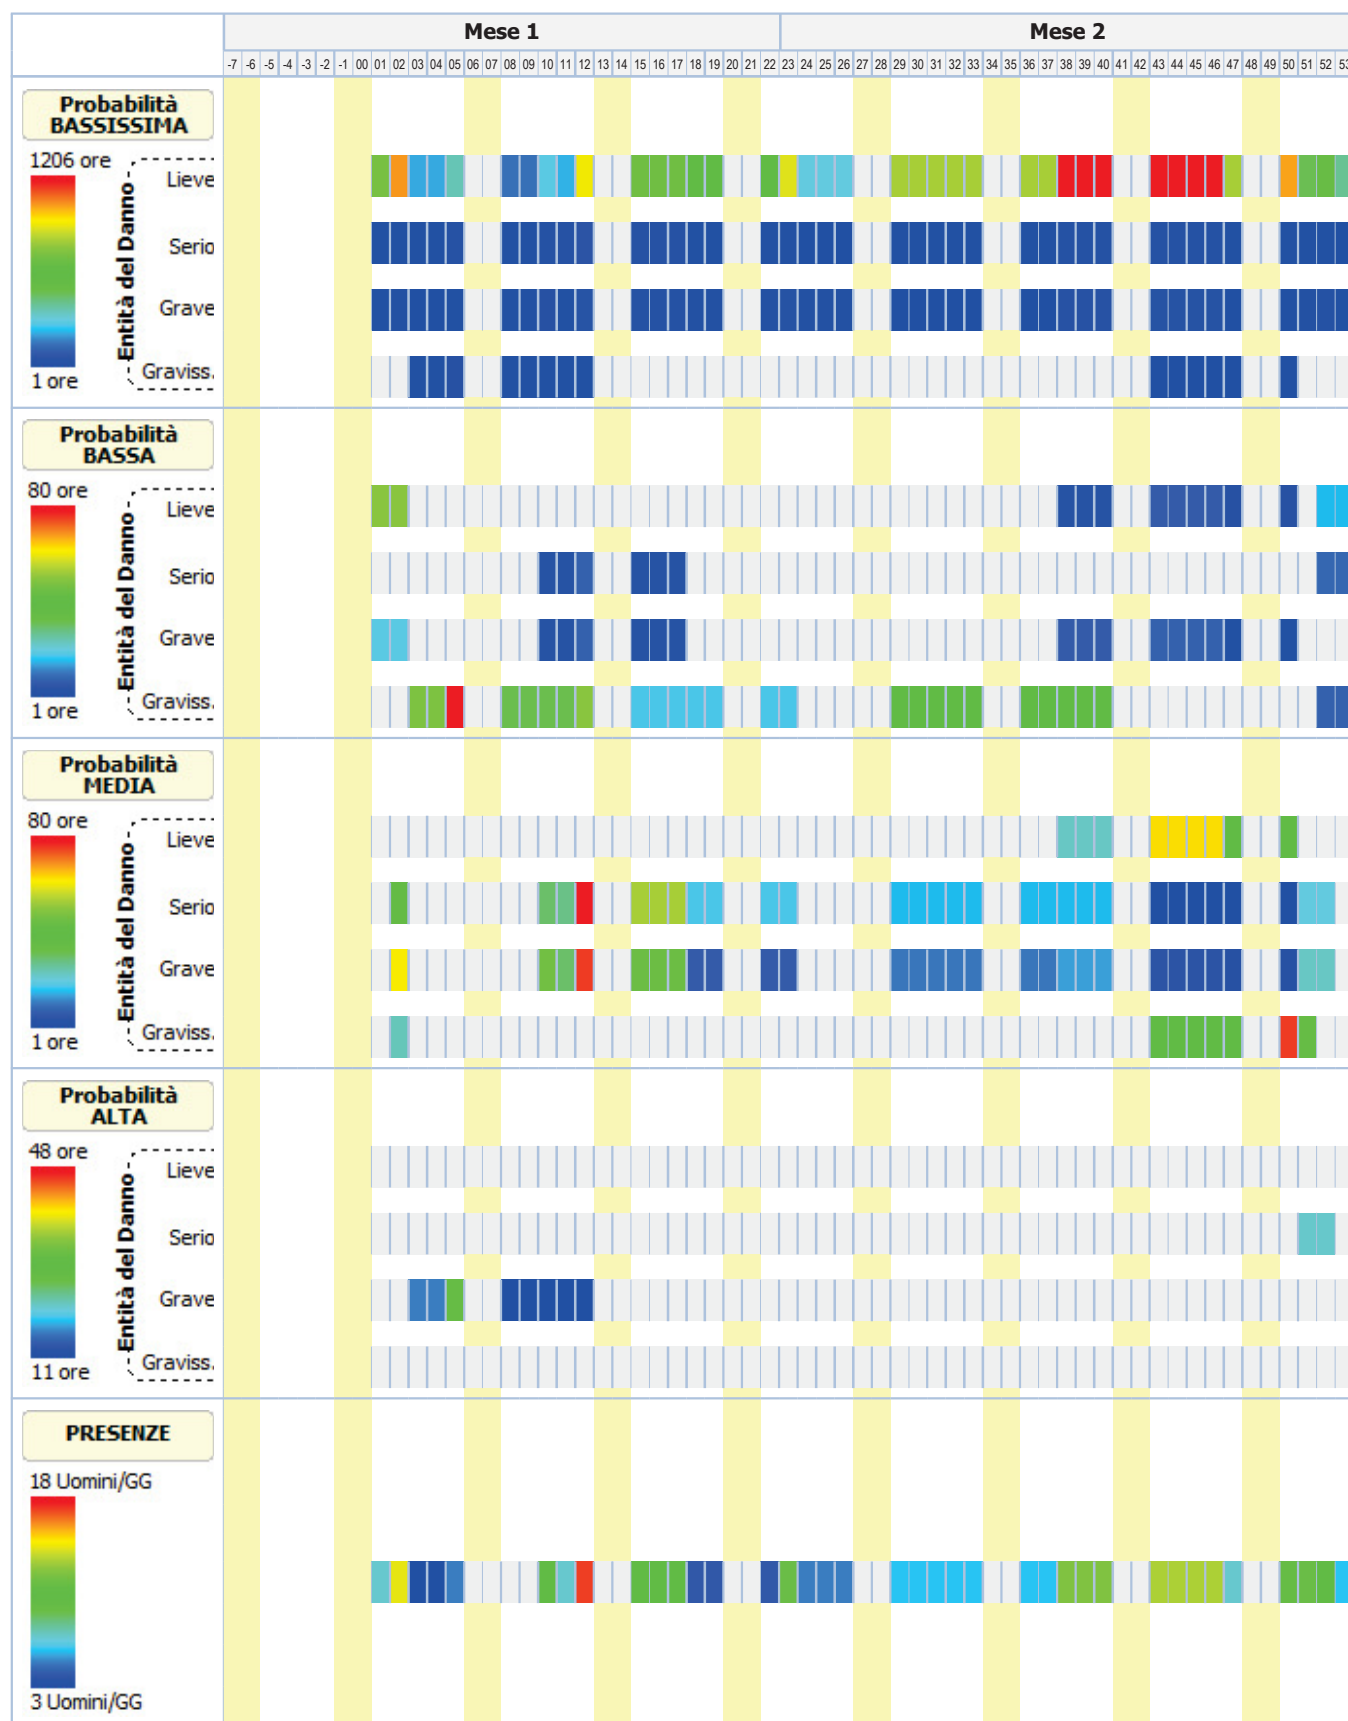 Mese 1 Mese 2
-7 -6 -5 -4 -3 -2 -1 00 01 02 03 04 05 06 07 08 09 10 11 12 13 14 15 16 17 18 19 20 21 22 23 24 25 26 27 28 29 30 31 32 33 34 35 36 37 38 39 40 41 42 43 44 45 46 47 48 49 50 51 52 53
Probabilità
BASSISSIMA
1206 ore
Entità del Danno
Lieve
Serio
Grave
Graviss.
1 ore
Probabilità
BASSA
80 ore
Entità del Danno
Lieve
Serio
Grave
Graviss.
1 ore
Probabilità
MEDIA
80 ore
Entità del Danno
Lieve
Serio
Grave
Graviss.
1 ore
Probabilità
ALTA
48 ore
Entità del Danno
Lieve
Serio
Grave
Graviss.
11 ore
PRESENZE
18 Uomini/GG
3 Uomini/GG